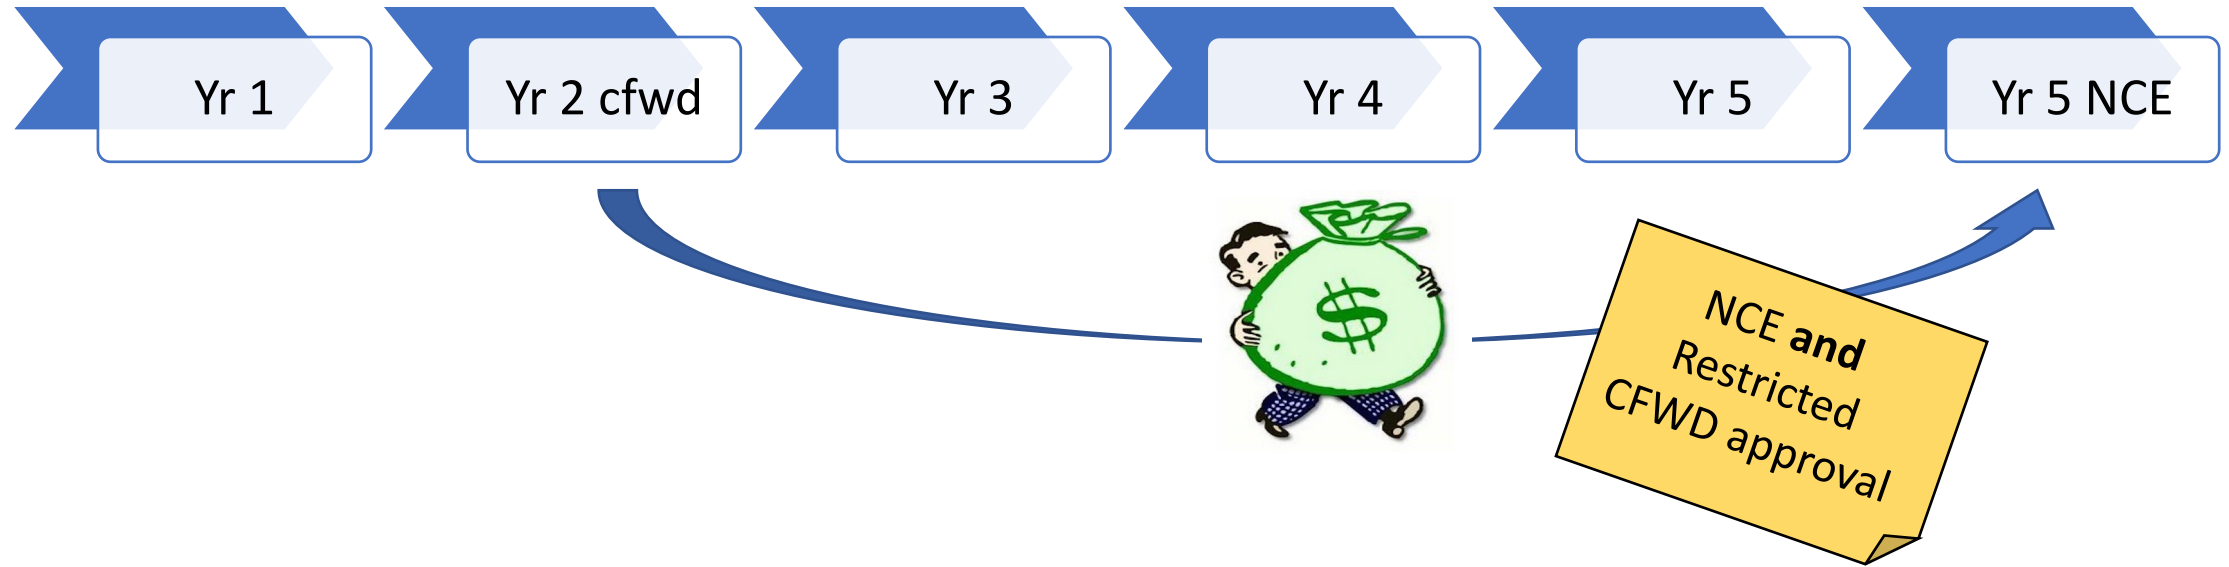 Yr 1
Yr 2 cfwd
Yr 3
Yr 4
Yr 5
Yr 5 NCE
$
NCE and
Restricted
CFWD approval